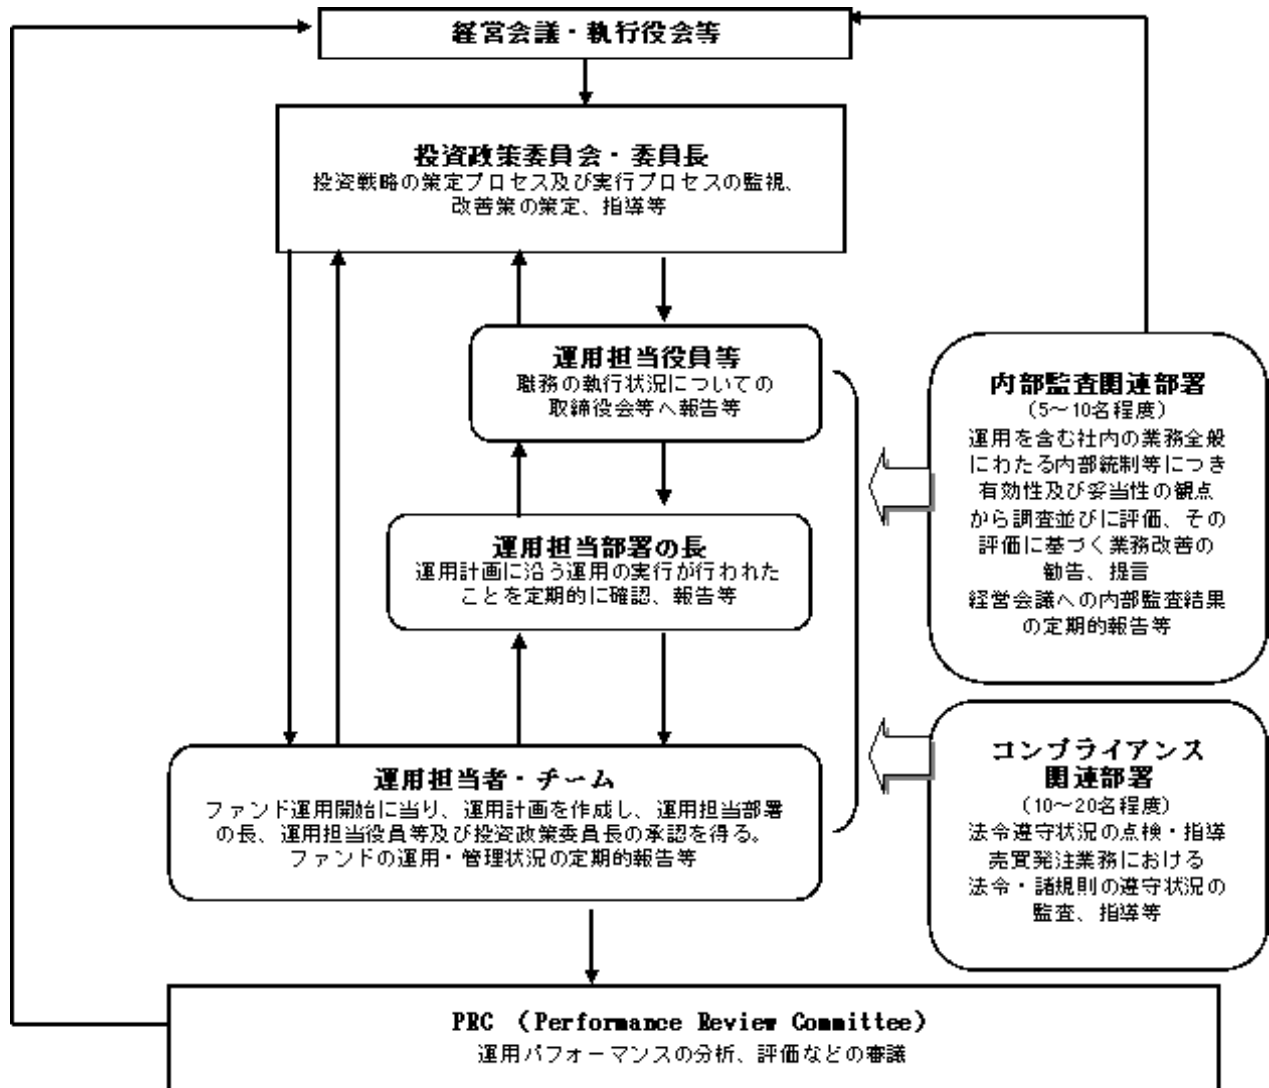 経営会議・執行役会等
投資政策委員会・委員長
投資戦略の策定プロセス及び実行プロセスの監視、
改善策の策定、指導等
運用担当役員等
職務の執行状況についての
取締役会等へ報告等
運用担当部署の長
運用計画に沿う運用の実行が行われた
ことを定期的に確認、報告等
運用担当者・チーム
ファンド運用開始に当り、運用計画を作成し、運用担当部署
の長、運用担当役員等及び投資政策委員長の承認を得る。
ファンドの運用・管理状況の定期的報告等
内部監査関連部署
（5～10名程度）
運用を含む社内の業務全般
にわたる内部統制等につき
有効性及び妥当性の観点
から調査並びに評価、その
評価に基づく業務改善の
勧告、提言
経営会議への内部監査結果
の定期的報告等
コンプライアンス
関連部署
（10～20名程度）
法令遵守状況の点検・指導
売買発注業務における
法令・諸規則の遵守状況の
監査、指導等
PRC （Performance Review Committee）
運用パフォーマンスの分析、評価などの審議